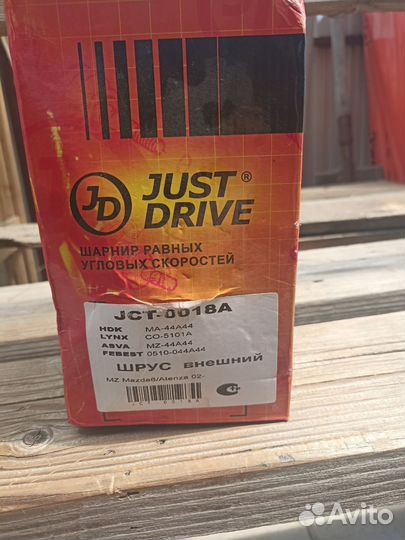 JD JUST ® DRIVE
ШАРНИР РАВНЫХ
УГЛОВЫХ СКОРОСТЕЙ
JCT-0018A
HDK MA-44A44
LYNX CO-5101A
ASVA MZ-44A44
FEBEST 0510-044A44
ШРУС внешний
MZ Mazda6/Atenza 02-
JCT0018A
Avito